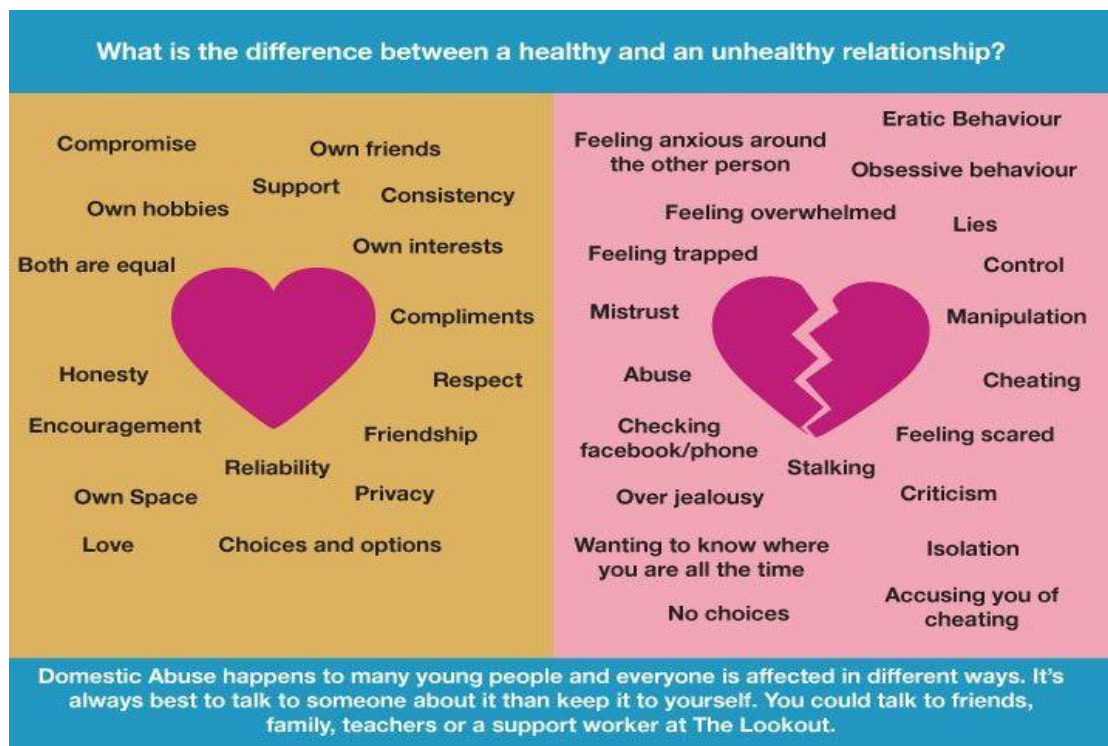 What is the difference between a healthy and an unhealthy relationship?
Compromise
Own friends
Support
Consistency
Own hobbies
Own interests
Both are equal
Compliments
Honesty
Respect
Encouragement
Friendship
Reliability
Own Space
Privacy
Love
Choices and options
Eratic Behaviour
Feeling anxious around
the other person
Obsessive behaviour
Feeling overwhelmed
Lies
Feeling trapped
Control
Mistrust
Manipulation
Abuse
Cheating
Checking
facebook/phone
Feeling scared
Stalking
Over jealousy
Criticism
Wanting to know where
you are all the time
Isolation
No choices
Accusing you of
cheating
Domestic Abuse happens to many young people and everyone is affected in different ways. It's
always best to talk to someone about it than keep it to yourself. You could talk to friends,
family, teachers or a support worker at The Lookout.